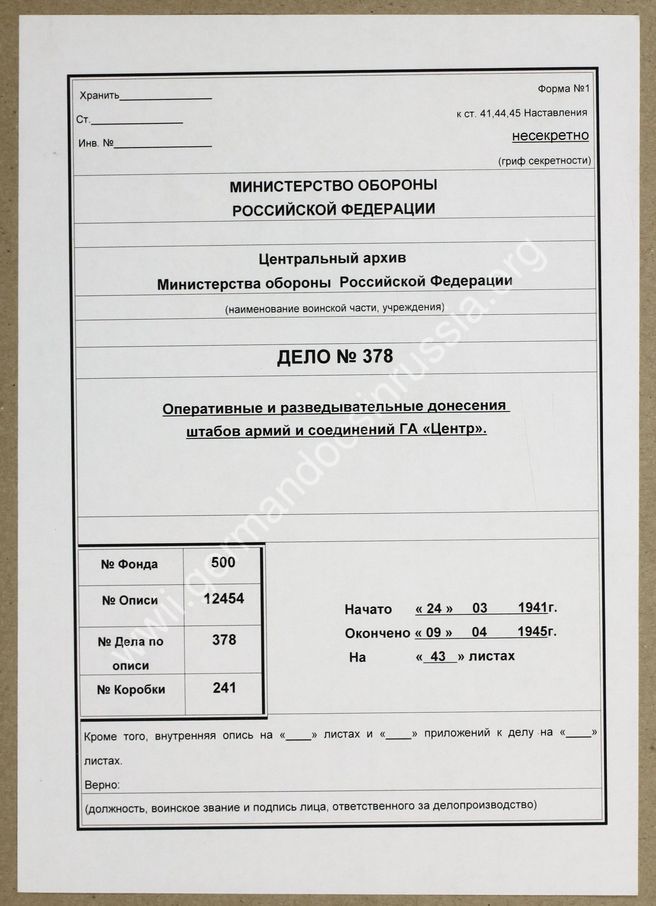 Хранить________________
Ст.________________
Инв. №_________________
Форма №1
к ст. 41,44,45 Наставления
несекретно
(гриф секретности)
МИНИСТЕРСТВО ОБОРОНЫ
РОССИЙСКОЙ ФЕДЕРАЦИИ
Центральный архив
Министерства обороны Российской Федерации
(наименование воинской части, учреждения)
ДЕЛО № 378
Оперативные и разведывательные донесения
штабов армий и соединений ГА «Центр».
№ Фонда 500
№ Описи 12454
№ Дела по описи 378
№ Коробки 241
Начато « 24 » 03 1941г.
Окончено « 09 » 04 1945г.
На «_43_» листах
Кроме того, внутренняя опись на «____» листах и «____» приложений к делу на «____»
листах.
Верно:
(должность, воинское звание и подпись лица, ответственного за делопроизводство)
www.germandocsinrussia.org